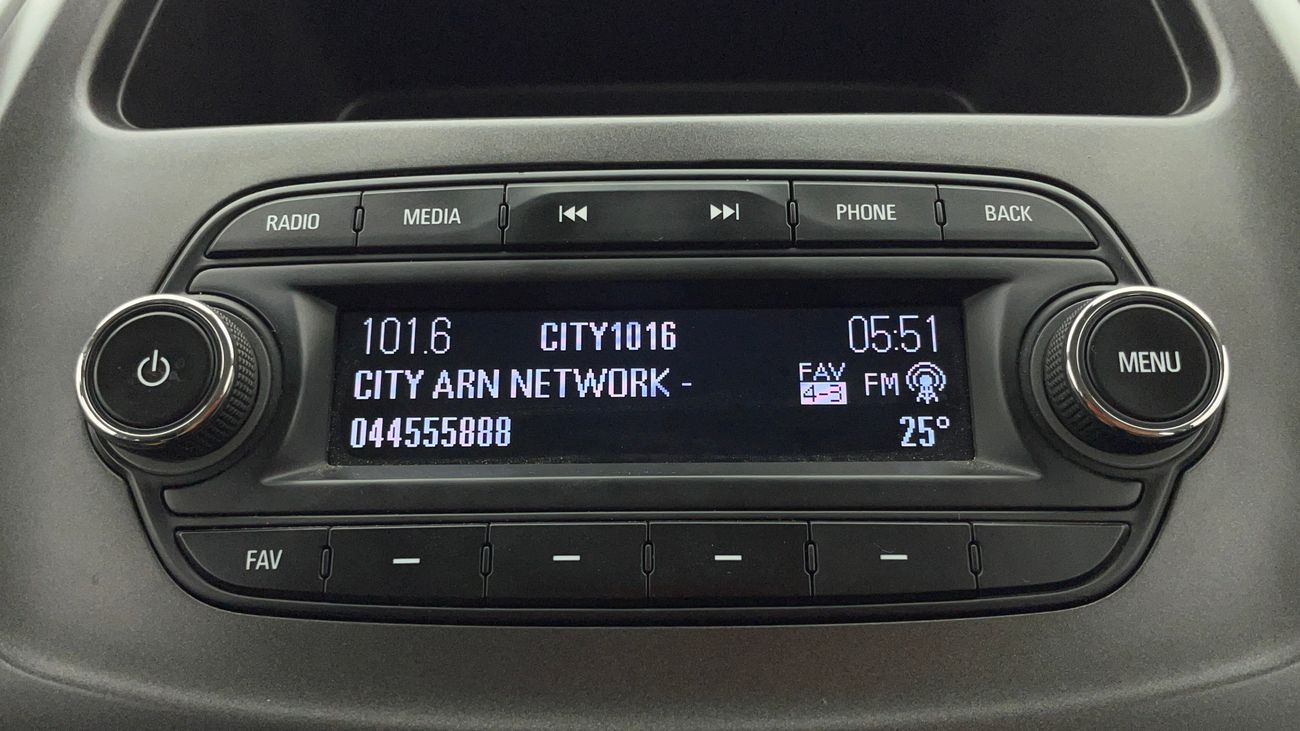 RADIO MEDIA PHONE BACK
101.6 CITY1016 05:51
CITY ARN NETWORK - FAV 4-3 FM
044555888 25°
MENU
FAV